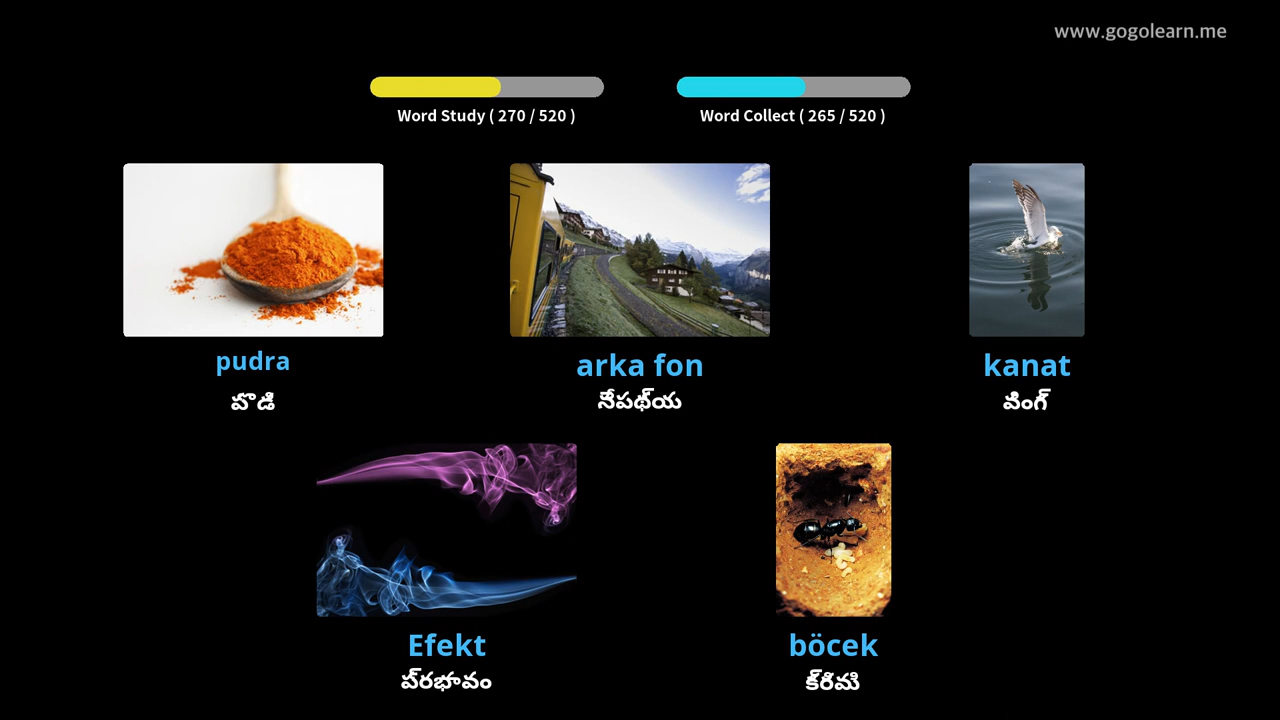 www.gogolearn.me
Word Study ( 270 / 520 )
Word Collect ( 265 / 520 )
pudra
పొడి
arka fon
నేపథ్య
kanat
వింగ్
Efekt
ప్రభావం
böcek
క్రిమి